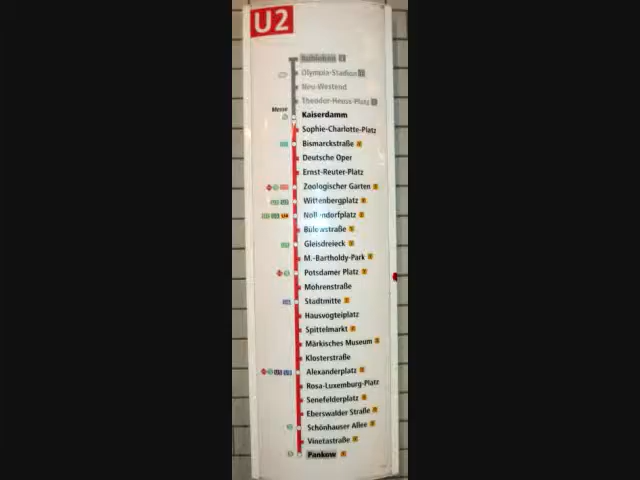 U2
Ruhleben
Olympia-Stadion
Neu-Westend
Theodor-Heuss-Platz
Messe
Kaiserdamm
Sophie-Charlotte-Platz
Bismarckstraße
Deutsche Oper
Ernst-Reuter-Platz
Zoologischer Garten
Wittenbergplatz
Nollendorfplatz
Bülowstraße
Gleisdreieck
M.-Bartholdy-Park
Potsdamer Platz
Mohrenstraße
Stadtmitte
Hausvogteiplatz
Spittelmarkt
Märkisches Museum
Klosterstraße
Alexanderplatz
Rosa-Luxemburg-Platz
Senefelderplatz
Eberswalder Straße
Schönhauser Allee
Vinetastraße
Pankow